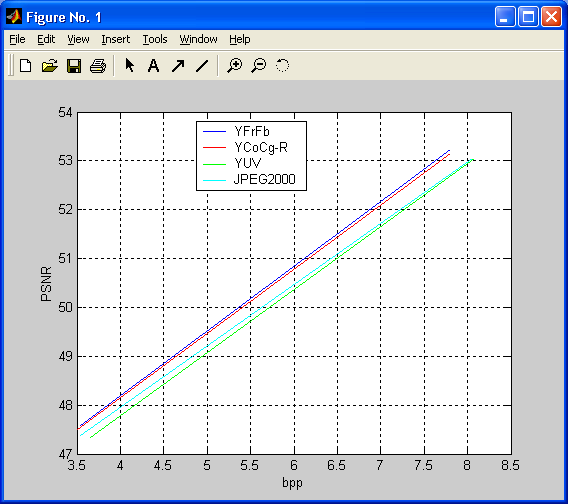 Figure No. 1
File Edit View Insert Tools Window Help
A
YFrFb
YCoCg-R
YUV
JPEG2000
54
53
52
51
50
49
48
47
PSNR
3.5 4 4.5 5 5.5 6 6.5 7 7.5 8 8.5
bpp